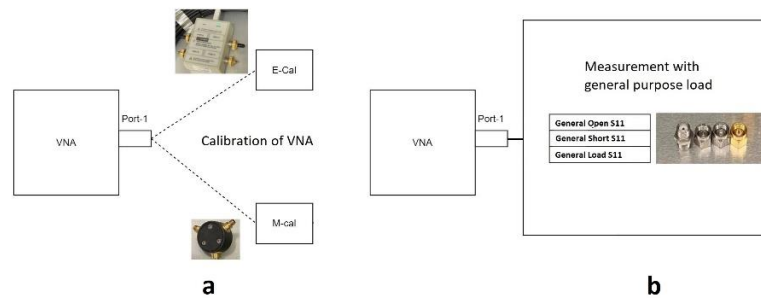 E-Cal
VNA
Port-1
Calibration of VNA
M-cal
a
Measurement with
general purpose load
VNA
Port-1
General Open S11
General Short S11
General Load S11
b